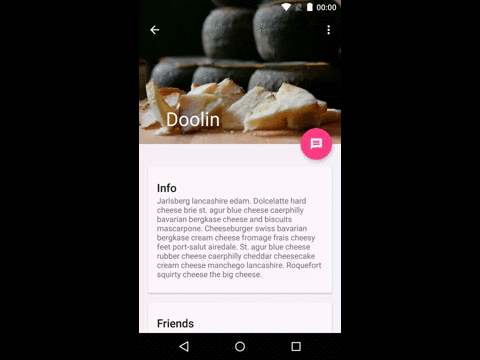 00:00
Doolin
Info
Jarlsberg lancashire edam. Dolcelatte hard
cheese brie st. agur blue cheese caerphilly
bavarian bergkase cheese and biscuits
mascarpone. Cheeseburger swiss bavarian
bergkase cream cheese fromage frais cheesy
feet port-salut airedale. St. agur blue cheese
rubber cheese caerphilly cheddar cheesecake
cream cheese manchego lancashire. Roquefort
squirty cheese the big cheese.
Friends